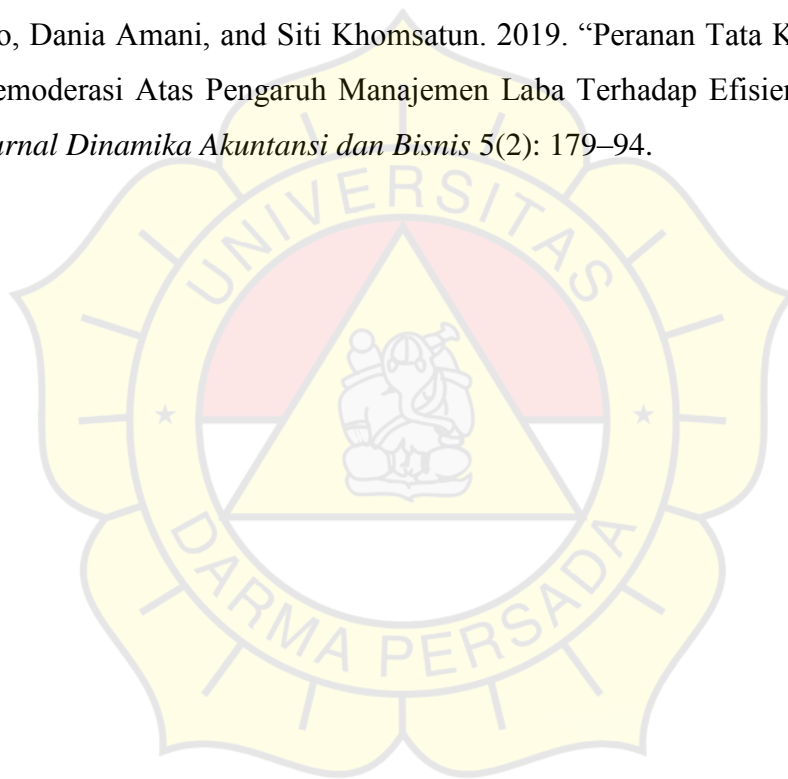 o, Dania Amani, and Siti Khomsatun. 2019. “Peranan Tata K
emoderasi Atas Pengaruh Manajemen Laba Terhadap Efisien
urnal Dinamika Akuntansi dan Bisnis 5(2): 179–94.
UNIVERSITAS
DARMA PERSADA